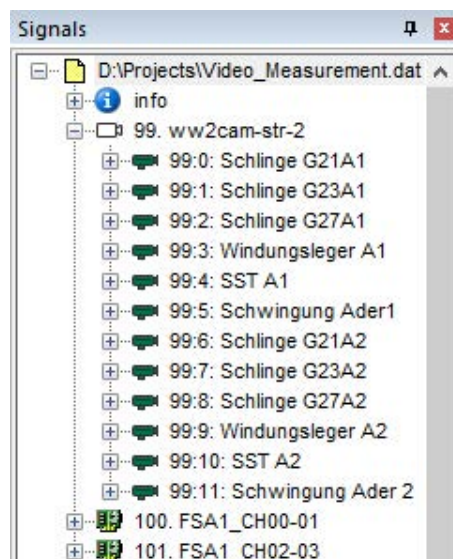 Signals
D:\Projects\Video_Measurement.dat
info
99. ww2cam-str-2
99:0: Schlinge G21A1
99:1: Schlinge G23A1
99:2: Schlinge G27A1
99:3: Windungsleger A1
99:4: SST A1
99:5: Schwingung Ader1
99:6: Schlinge G21A2
99:7: Schlinge G23A2
99:8: Schlinge G27A2
99:9: Windungsleger A2
99:10: SST A2
99:11: Schwingung Ader 2
100. FSA1_CH00-01
101. FSA1_CH02-03